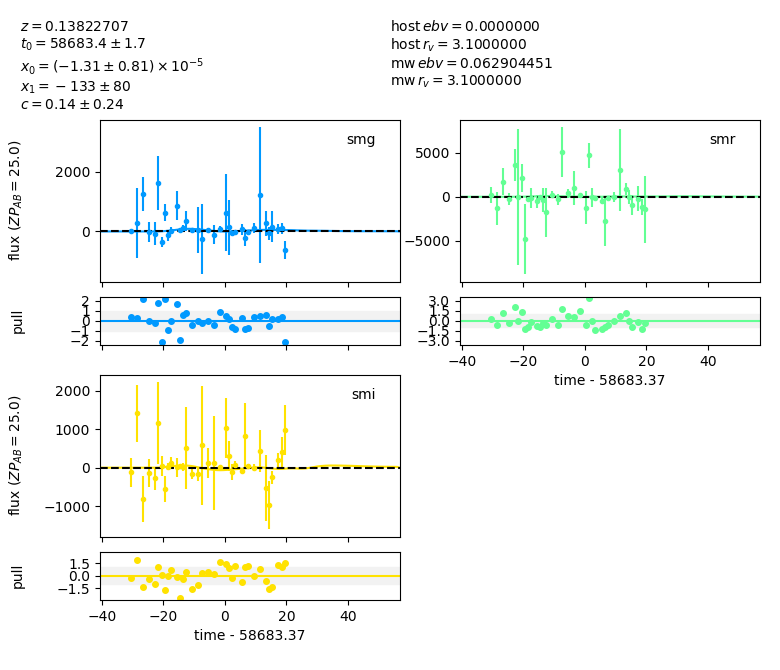 z = 0.13822707
t₀ = 58683.4 ± 1.7
x₀ = (−1.31 ± 0.81) × 10⁻⁵
x₁ = −133 ± 80
c = 0.14 ± 0.24
host ebv = 0.0000000
host r_v = 3.1000000
mw ebv = 0.062904451
mw r_v = 3.1000000
flux (ZP_AB = 25.0)
smg
2000
0
pull
2
1
0
−1
−2
smr
5000
0
−5000
3.0
1.5
0.0
−1.5
−3.0
−40 −20 0 20 40
time - 58683.37
flux (ZP_AB = 25.0)
smi
2000
1000
0
−1000
pull
1.5
0.0
−1.5
−40 −20 0 20 40
time - 58683.37